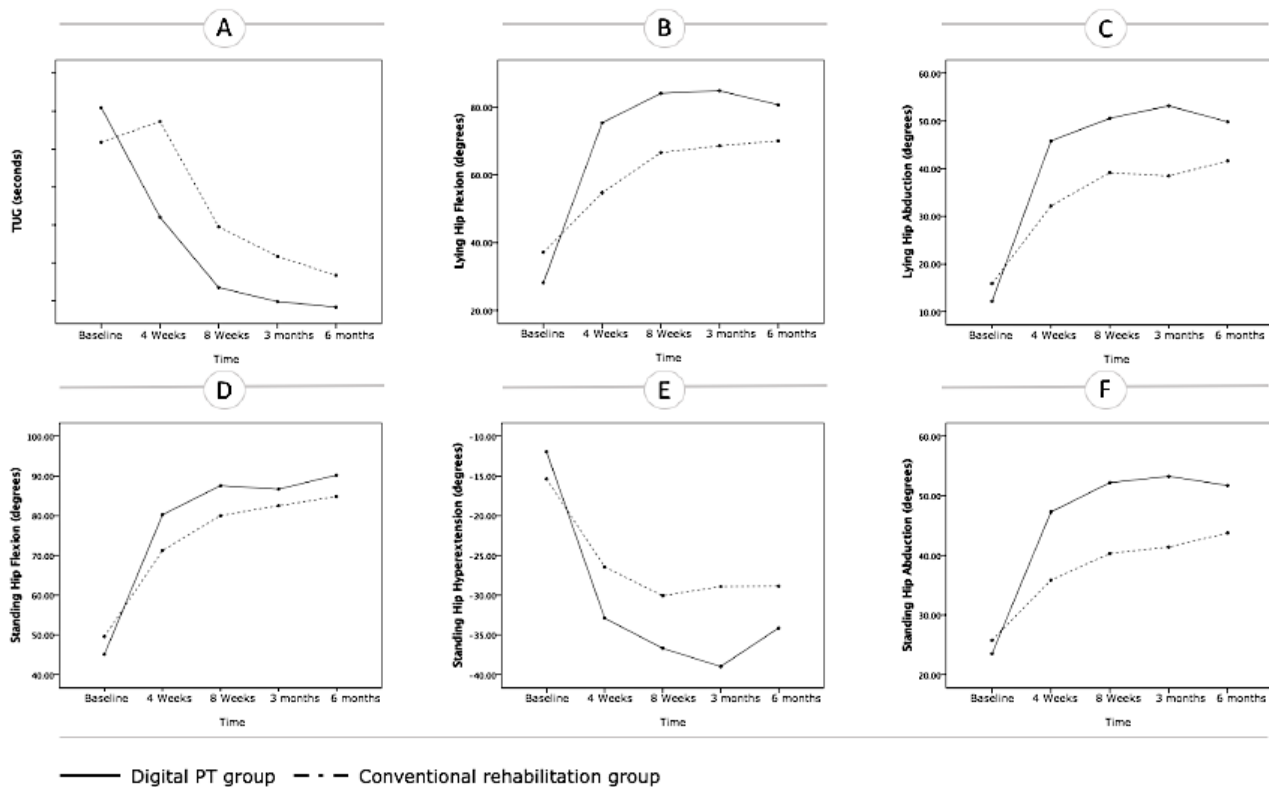 A
B
C
TUG (seconds)
Baseline 4 Weeks 8 Weeks 3 months 6 months
Time
Lying Hip Flexion (degrees)
80.00
60.00
40.00
20.00
Baseline 4 Weeks 8 Weeks 3 months 6 months
Time
Lying Hip Abduction (degrees)
60.00
50.00
40.00
30.00
20.00
10.00
Baseline 4 Weeks 8 Weeks 3 months 6 months
Time
D
E
F
Standing Hip Flexion (degrees)
100.00
90.00
80.00
70.00
60.00
50.00
40.00
Baseline 4 Weeks 8 Weeks 3 months 6 months
Time
Standing Hip Hyperextension (degrees)
-10.00
-15.00
-20.00
-25.00
-30.00
-35.00
-40.00
Baseline 4 Weeks 8 Weeks 3 months 6 months
Time
Standing Hip Abduction (degrees)
60.00
50.00
40.00
30.00
20.00
Baseline 4 Weeks 8 Weeks 3 months 6 months
Time
Digital PT group Conventional rehabilitation group